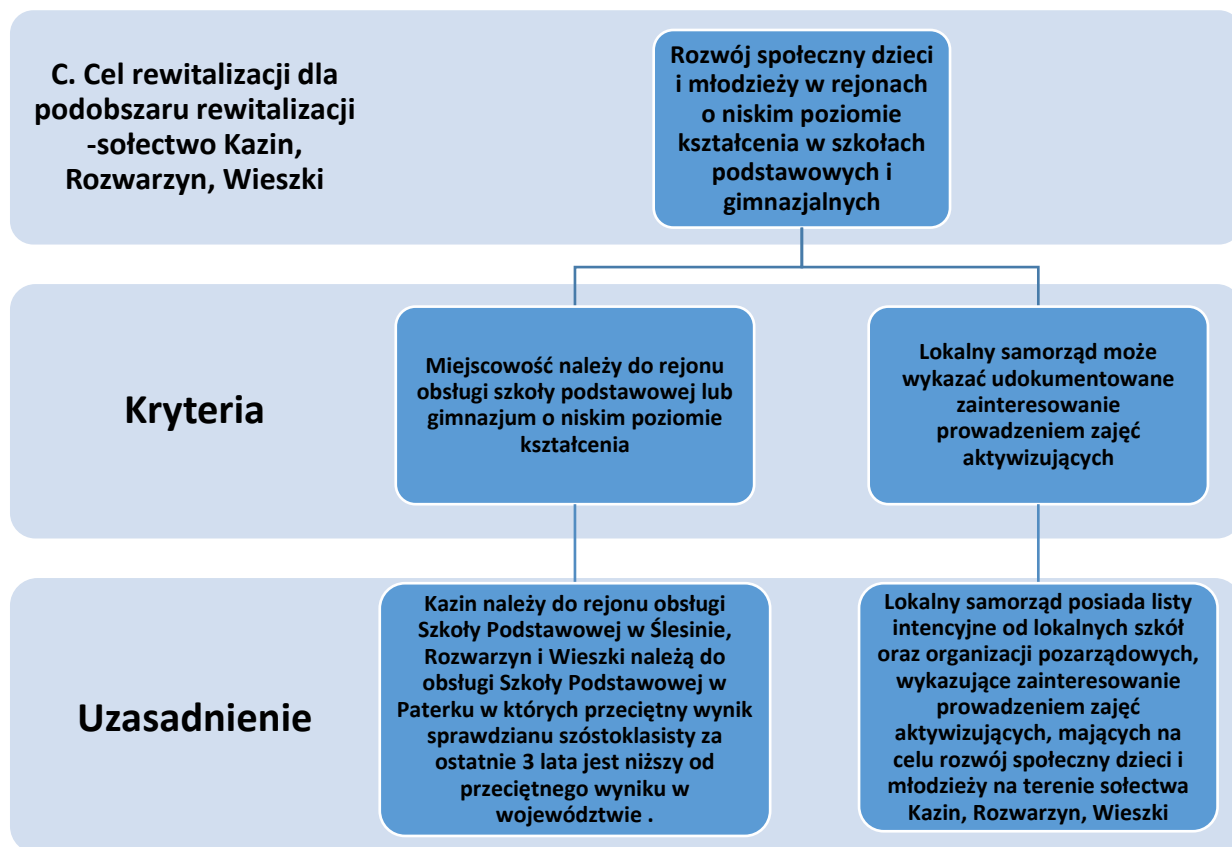 C. Cel rewitalizacji dla
podobszaru rewitalizacji
-sołectwo Kazin,
Rozwarzyn, Wieszki
Rozwój społeczny dzieci
i młodzieży w rejonach
o niskim poziomie
kształcenia w szkołach
podstawowych i
gimnazjalnych
Kryteria
Miejscowość należy do rejonu
obsługi szkoły podstawowej lub
gimnazjum o niskim poziomie
kształcenia
Lokalny samorząd może
wykazać udokumentowane
zainteresowanie
prowadzeniem zajęć
aktywizujących
Uzasadnienie
Kazin należy do rejonu obsługi
Szkoły Podstawowej w Ślesinie,
Rozwarzyn i Wieszki należą do
obsługi Szkoły Podstawowej w
Paterku w których przeciętny wynik
sprawdzianu szóstoklasisty za
ostatnie 3 lata jest niższy od
przeciętnego wyniku w
województwie .
Lokalny samorząd posiada listy
intencyjne od lokalnych szkół
oraz organizacji pozarządowych,
wykazujące zainteresowanie
prowadzeniem zajęć
aktywizujących, mających na
celu rozwój społeczny dzieci i
młodzieży na terenie sołectwa
Kazin, Rozwarzyn, Wieszki